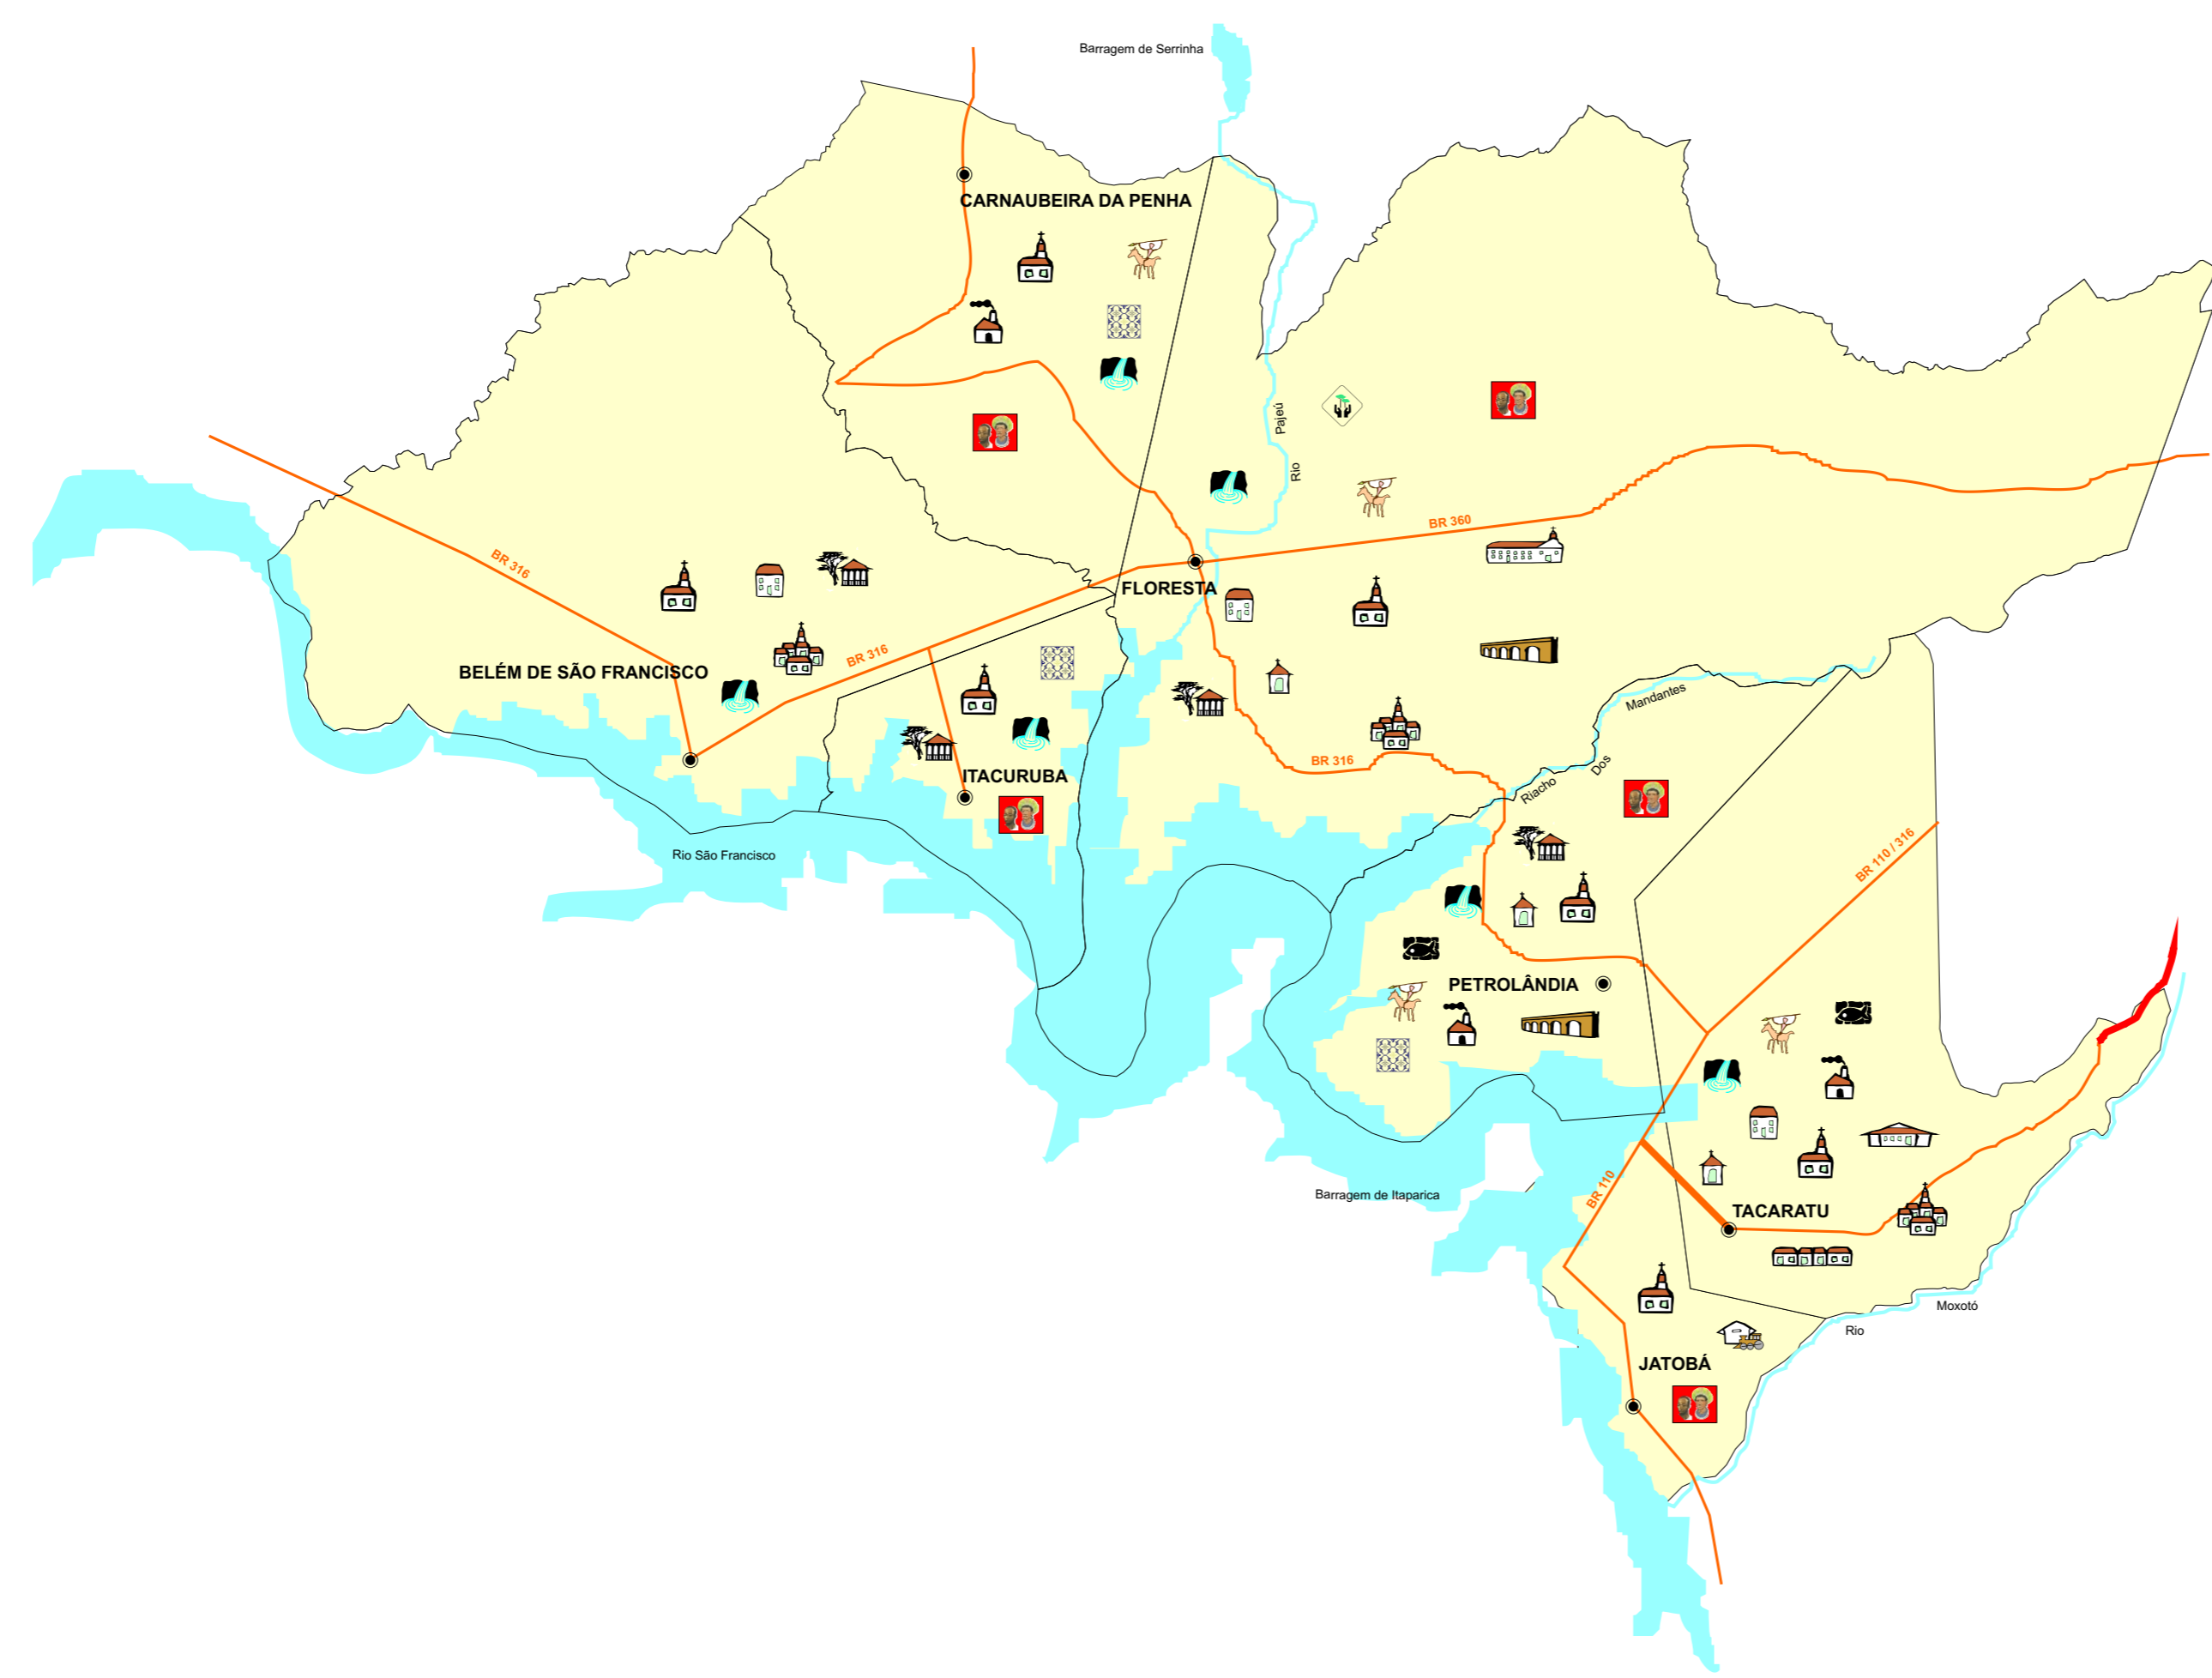 Barragem de Serrinha
CARNAUBEIRA DA PENHA
Rio Pajeú
BR 360
BR 316
FLORESTA
BELÉM DE SÃO FRANCISCO
BR 316
Riacho Dos Mandantes
BR 316
ITACURUBA
Rio São Francisco
BR 110 / 316
PETROLÂNDIA
BR 110
Barragem de Itaparica
TACARATU
Rio Moxotó
JATOBÁ